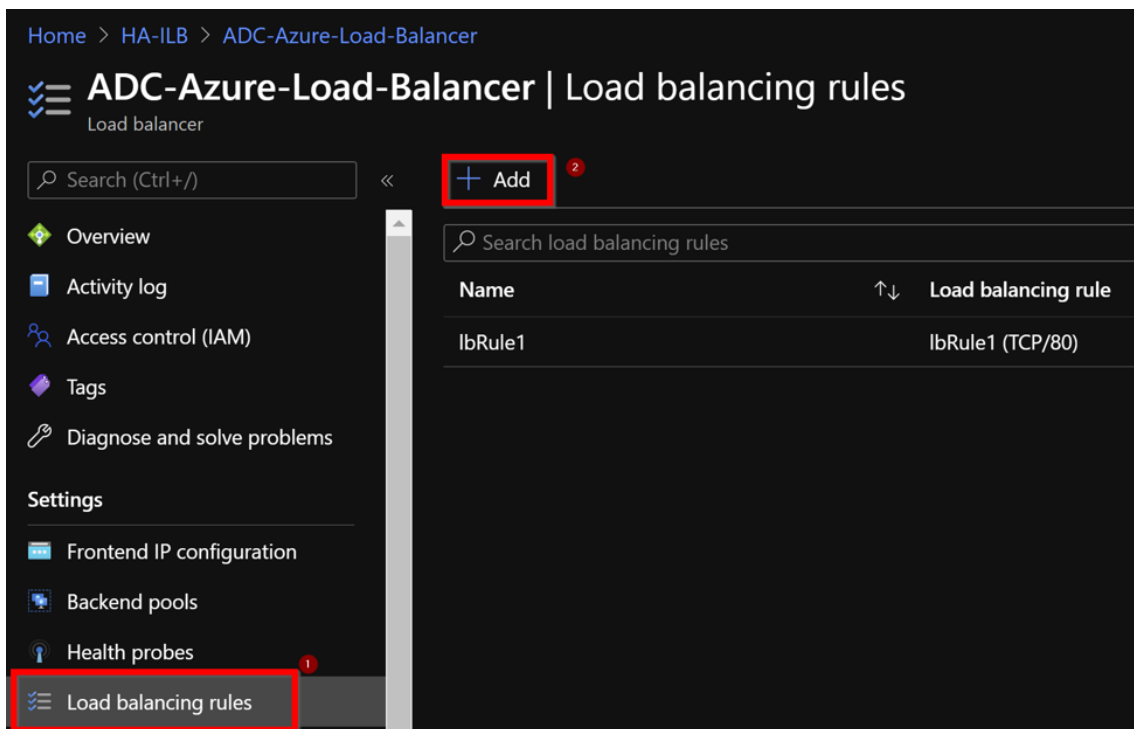 Home > HA-ILB > ADC-Azure-Load-Balancer
ADC-Azure-Load-Balancer | Load balancing rules
Load balancer
Search (Ctrl+/)
«
+ Add
2
Overview
Activity log
Access control (IAM)
Tags
Diagnose and solve problems
Settings
Frontend IP configuration
Backend pools
Health probes
1
Load balancing rules
Search load balancing rules
Name ↑↓ Load balancing rule
lbRule1 lbRule1 (TCP/80)